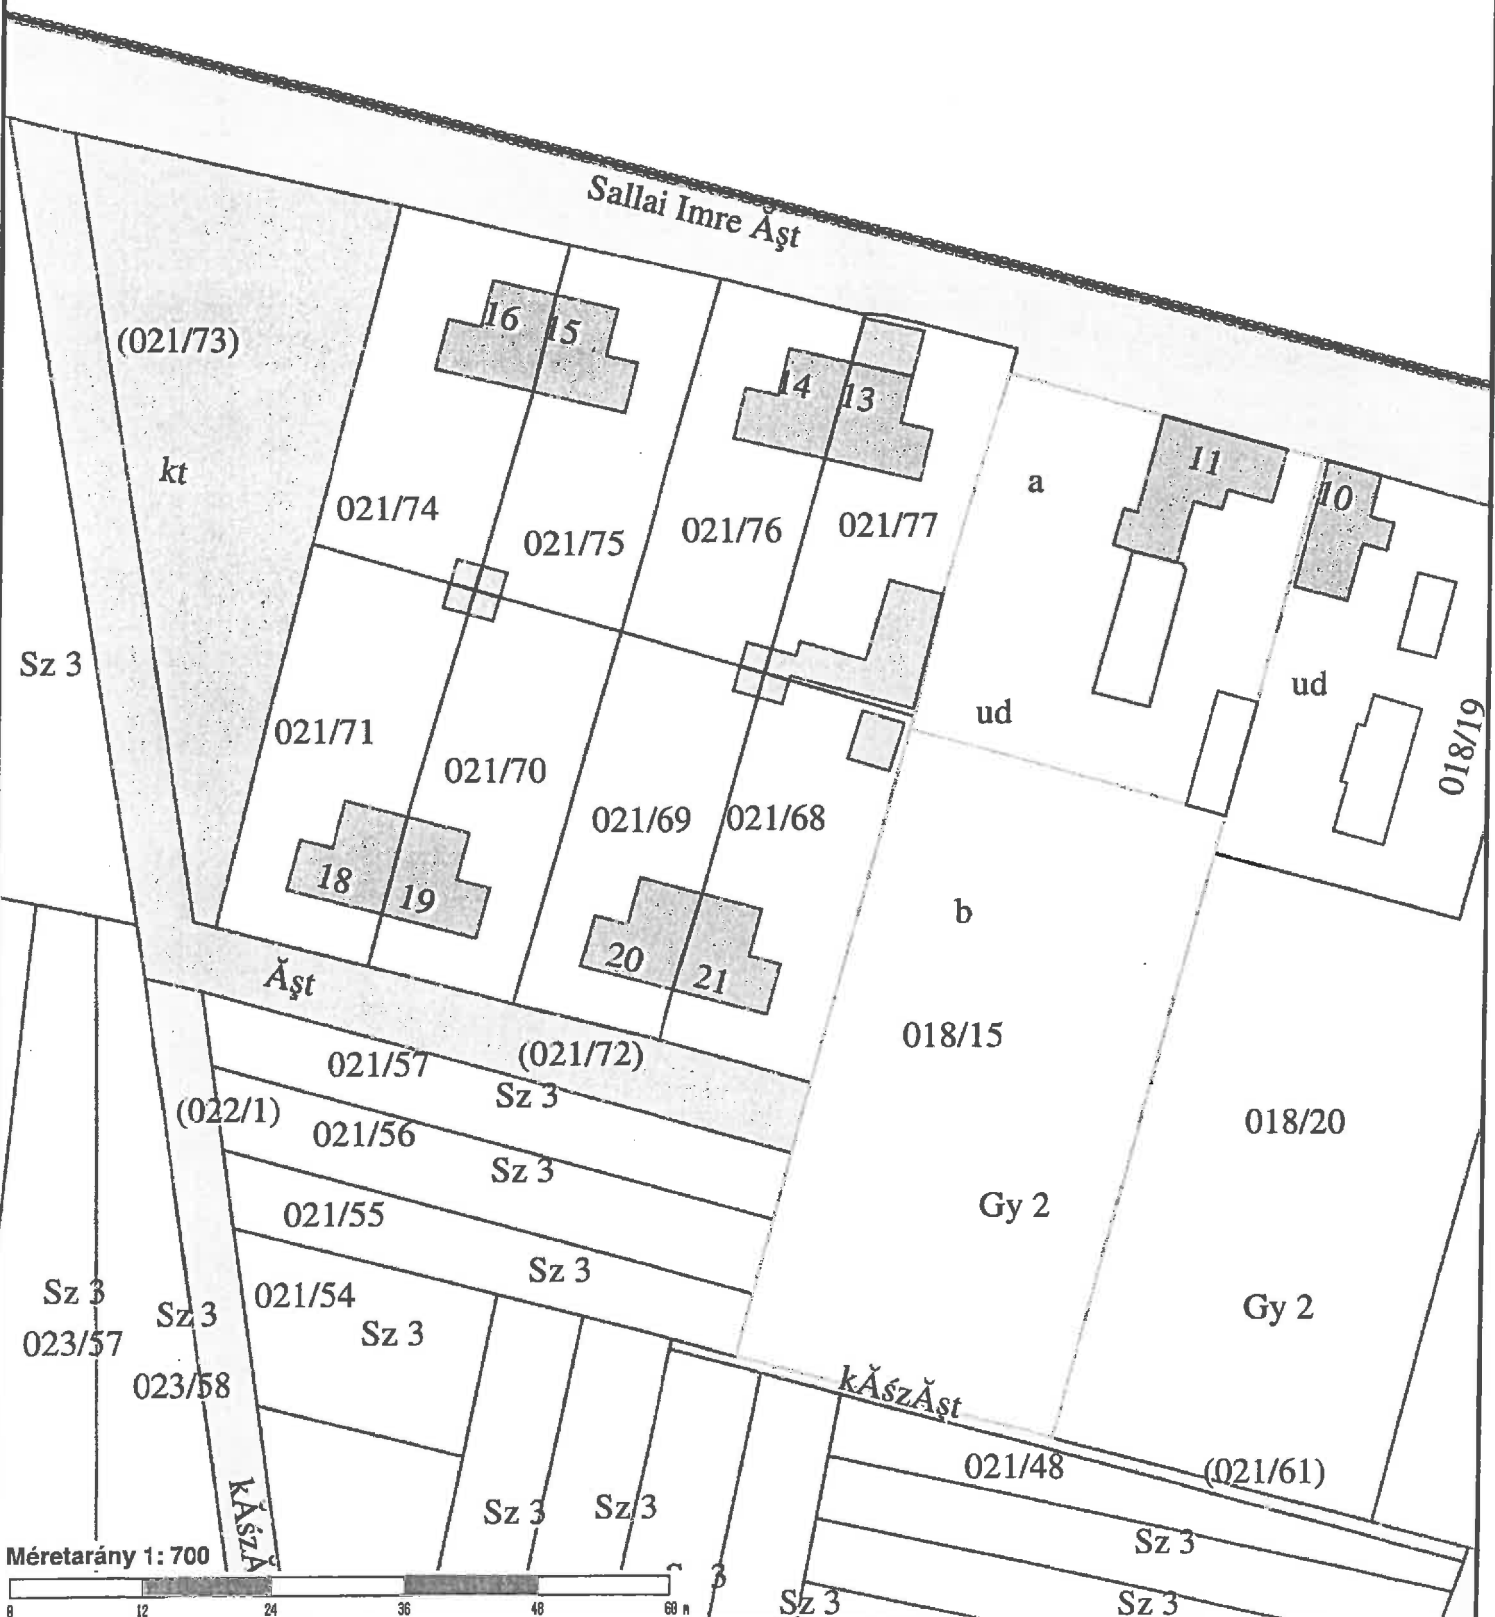 Sallai Imre Ăşt
16 15
(021/73)
14 13
11
kt
a
10
021/74
021/75
021/76
021/77
Sz 3
ud
ud
021/71
018/19
021/70
021/69
021/68
18 19
b
20 21
Ăşt
018/15
(021/72)
021/57
Sz 3
(022/1)
018/20
021/56
Sz 3
Gy 2
021/55
Sz 3
Sz 3
021/54
Sz 3
Gy 2
Sz 3
023/57
023/58
kĂśzĂşt
021/48
(021/61)
kĂśzĂ
Sz 3
Sz 3
Sz 3
Méretarány 1: 700
3
Sz 3
Sz 3
0 12 24 36 48 60 m